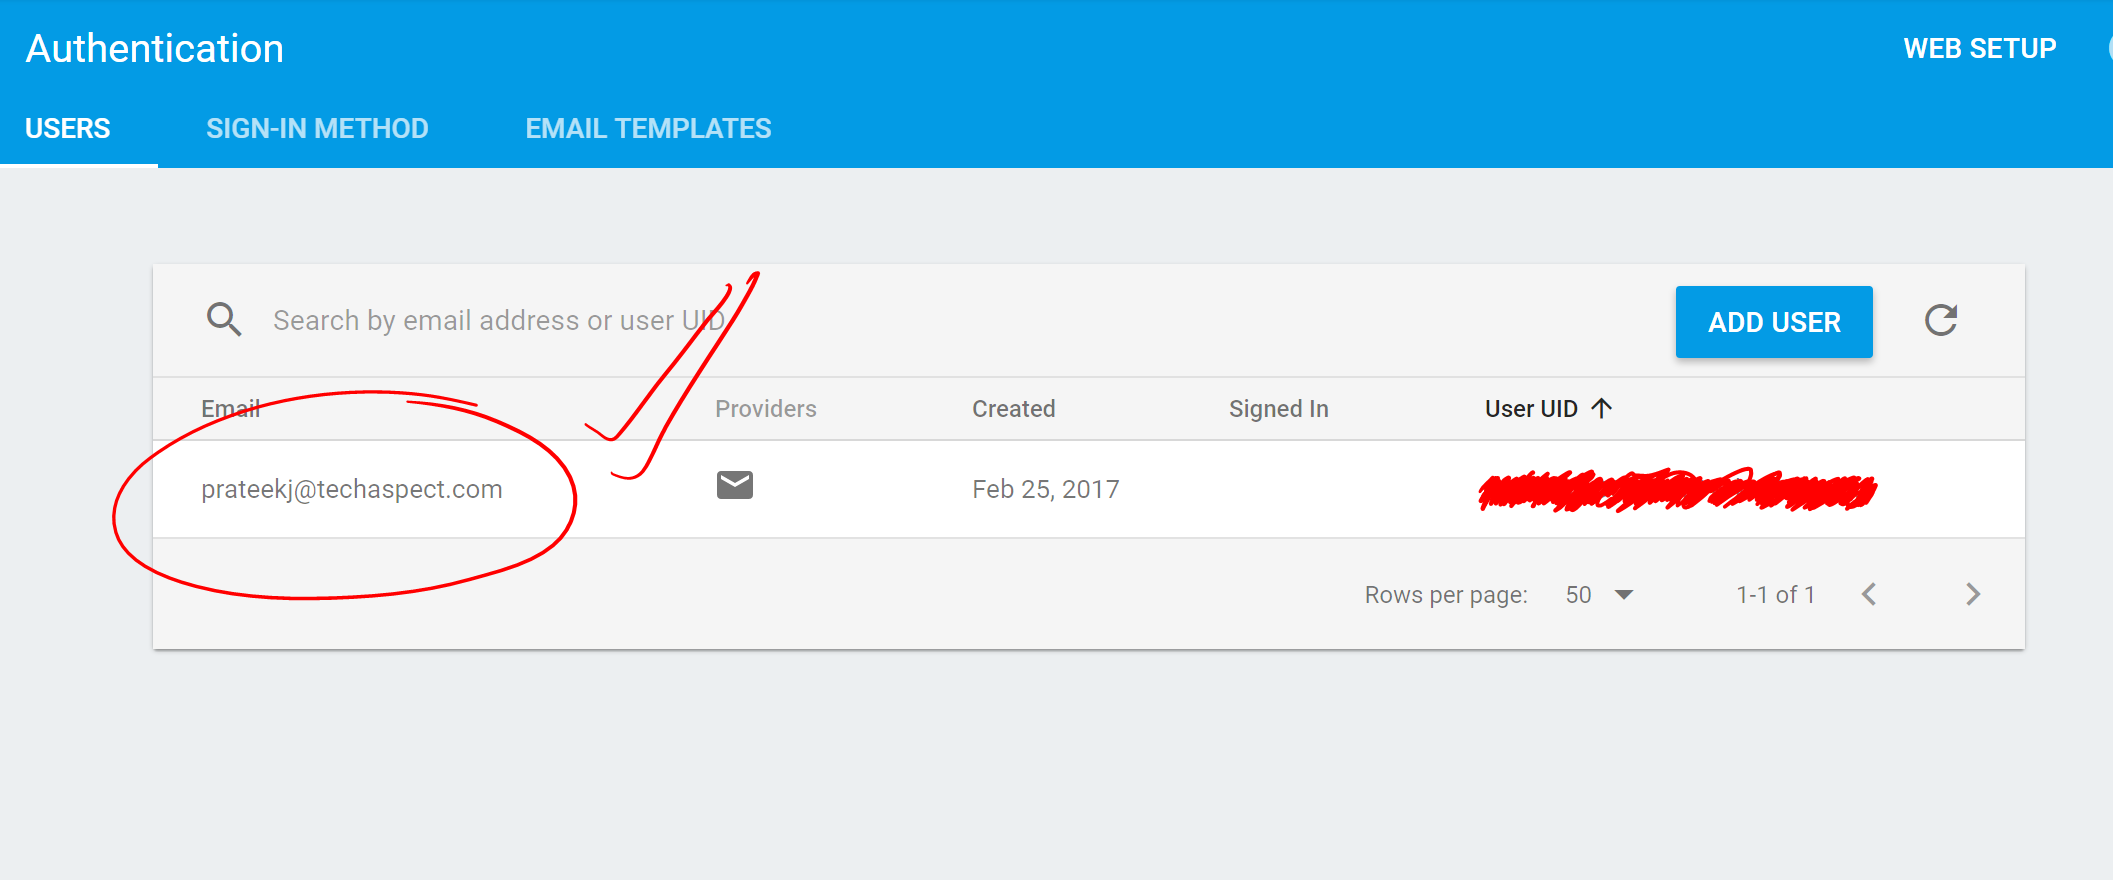 Authentication
WEB SETUP
USERS SIGN-IN METHOD EMAIL TEMPLATES
Search by email address or user UID
ADD USER
Email Providers Created Signed In User UID
prateekj@techaspect.com Feb 25, 2017
Rows per page: 50 1-1 of 1